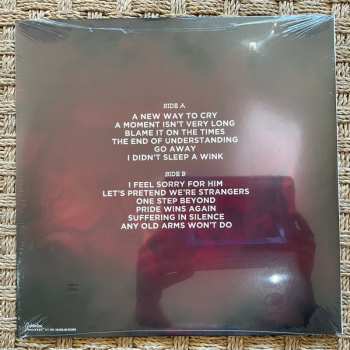 SIDE A
A NEW WAY TO CRY
A MOMENT ISN'T VERY LONG
BLAME IT ON THE TIMES
THE END OF UNDERSTANDING
GO AWAY
I DIDN'T SLEEP A WINK
SIDE B
I FEEL SORRY FOR HIM
LET'S PRETEND WE'RE STRANGERS
ONE STEP BEYOND
PRIDE WINS AGAIN
SUFFERING IN SILENCE
ANY OLD ARMS WON'T DO